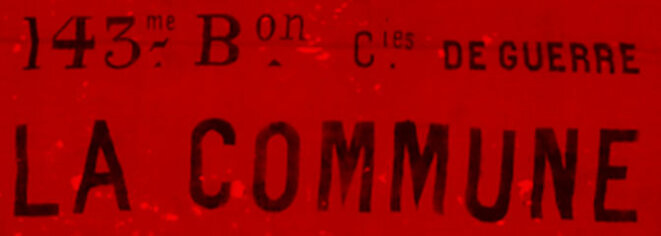 143me Bon Cies DE GUERRE
LA COMMUNE